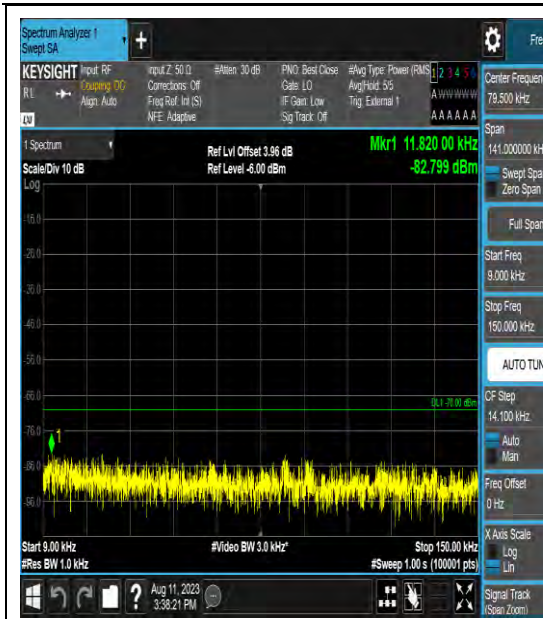 Spectrum Analyzer 1
Swept SA
+
Fre
KEYSIGHT Input: RF Input Z: 50 Ω #Atten: 30 dB PNO: Best Close #Avg Type: Power (RMS 1 2 3 4 5 6
RL Coupling: DC Corrections: Off Gate: LO Avg|Hold: 5/5 A W W W W W
Align: Auto Freq Ref: Int (S) IF Gain: Low Trig: External 1
NFE: Adaptive Sig Track: Off A A A A A A
1 Spectrum
Scale/Div 10 dB
Ref Lvl Offset 3.96 dB
Ref Level -6.00 dBm
Mkr1 11.820 00 kHz
-82.799 dBm
Log
-16.0
-26.0
-36.0
-46.0
-56.0
-66.0
DL1 -70.00 dBm
-76.0
1
-86.0
-96.0
Start 9.00 kHz #Video BW 3.0 kHz* Stop 150.00 kHz
#Res BW 1.0 kHz #Sweep 1.00 s (100001 pts)
? Aug 11, 2023
3:38:21 PM
Center Frequen
79.500 kHz
Span
141.000000 kH
Swept Spa
Zero Span
Full Span
Start Freq
9.000 kHz
Stop Freq
150.000 kHz
AUTO TUN
CF Step
14.100 kHz
Auto
Man
Freq Offset
0 Hz
X Axis Scale
Log
Lin
Signal Track
(Span Zoom)